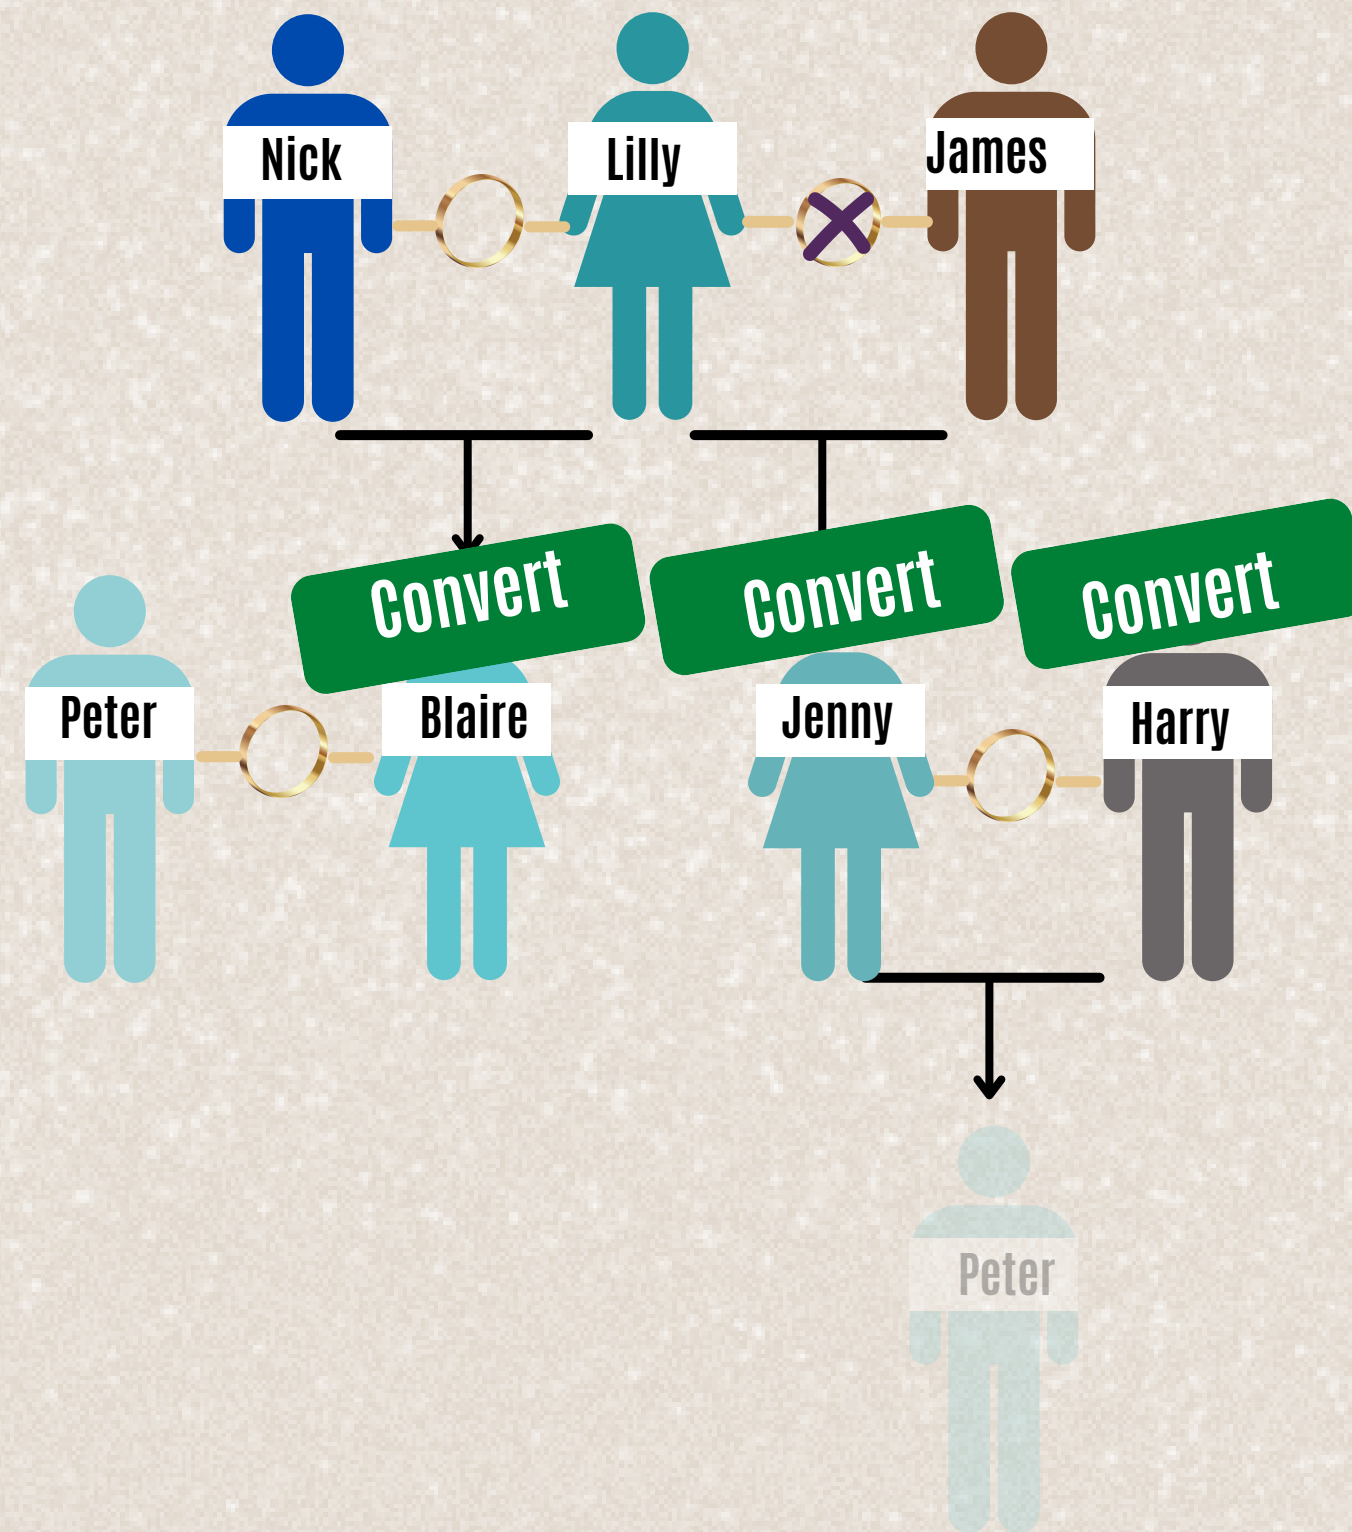 Nick
Lilly
James
Convert
Convert
Convert
Peter
Blaire
Jenny
Harry
Peter